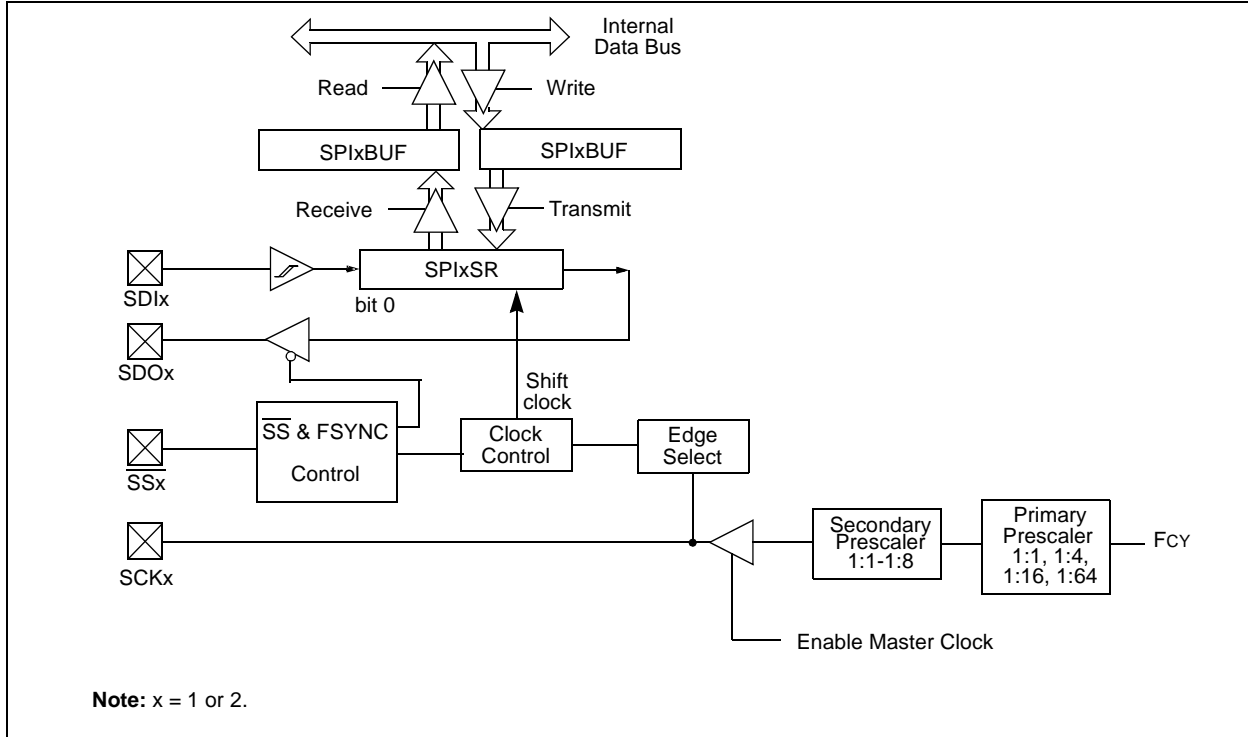 Internal
Data Bus
Read
Write
SPIxBUF
SPIxBUF
Receive
Transmit
SDIx
SPIxSR
bit 0
SDOx
Shift
clock
SS & FSYNC
Control
Clock
Control
Edge
Select
SSx
SCKx
Secondary
Prescaler
1:1-1:8
Primary
Prescaler
1:1, 1:4,
1:16, 1:64
FCY
Enable Master Clock
Note: x = 1 or 2.